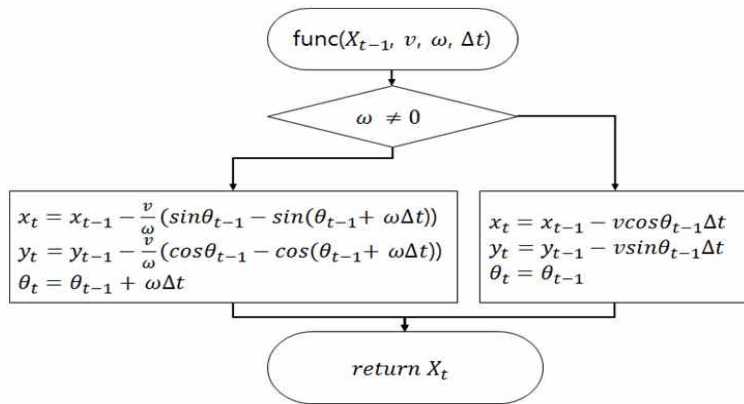 func(X_{t-1}, v, ω, Δt)
ω ≠ 0
x_t = x_{t-1} - \frac{v}{ω}(sinθ_{t-1} - sin(θ_{t-1} + ωΔt))
y_t = y_{t-1} - \frac{v}{ω}(cosθ_{t-1} - cos(θ_{t-1} + ωΔt))
θ_t = θ_{t-1} + ωΔt
x_t = x_{t-1} - vcosθ_{t-1}Δt
y_t = y_{t-1} - vsinθ_{t-1}Δt
θ_t = θ_{t-1}
return X_t